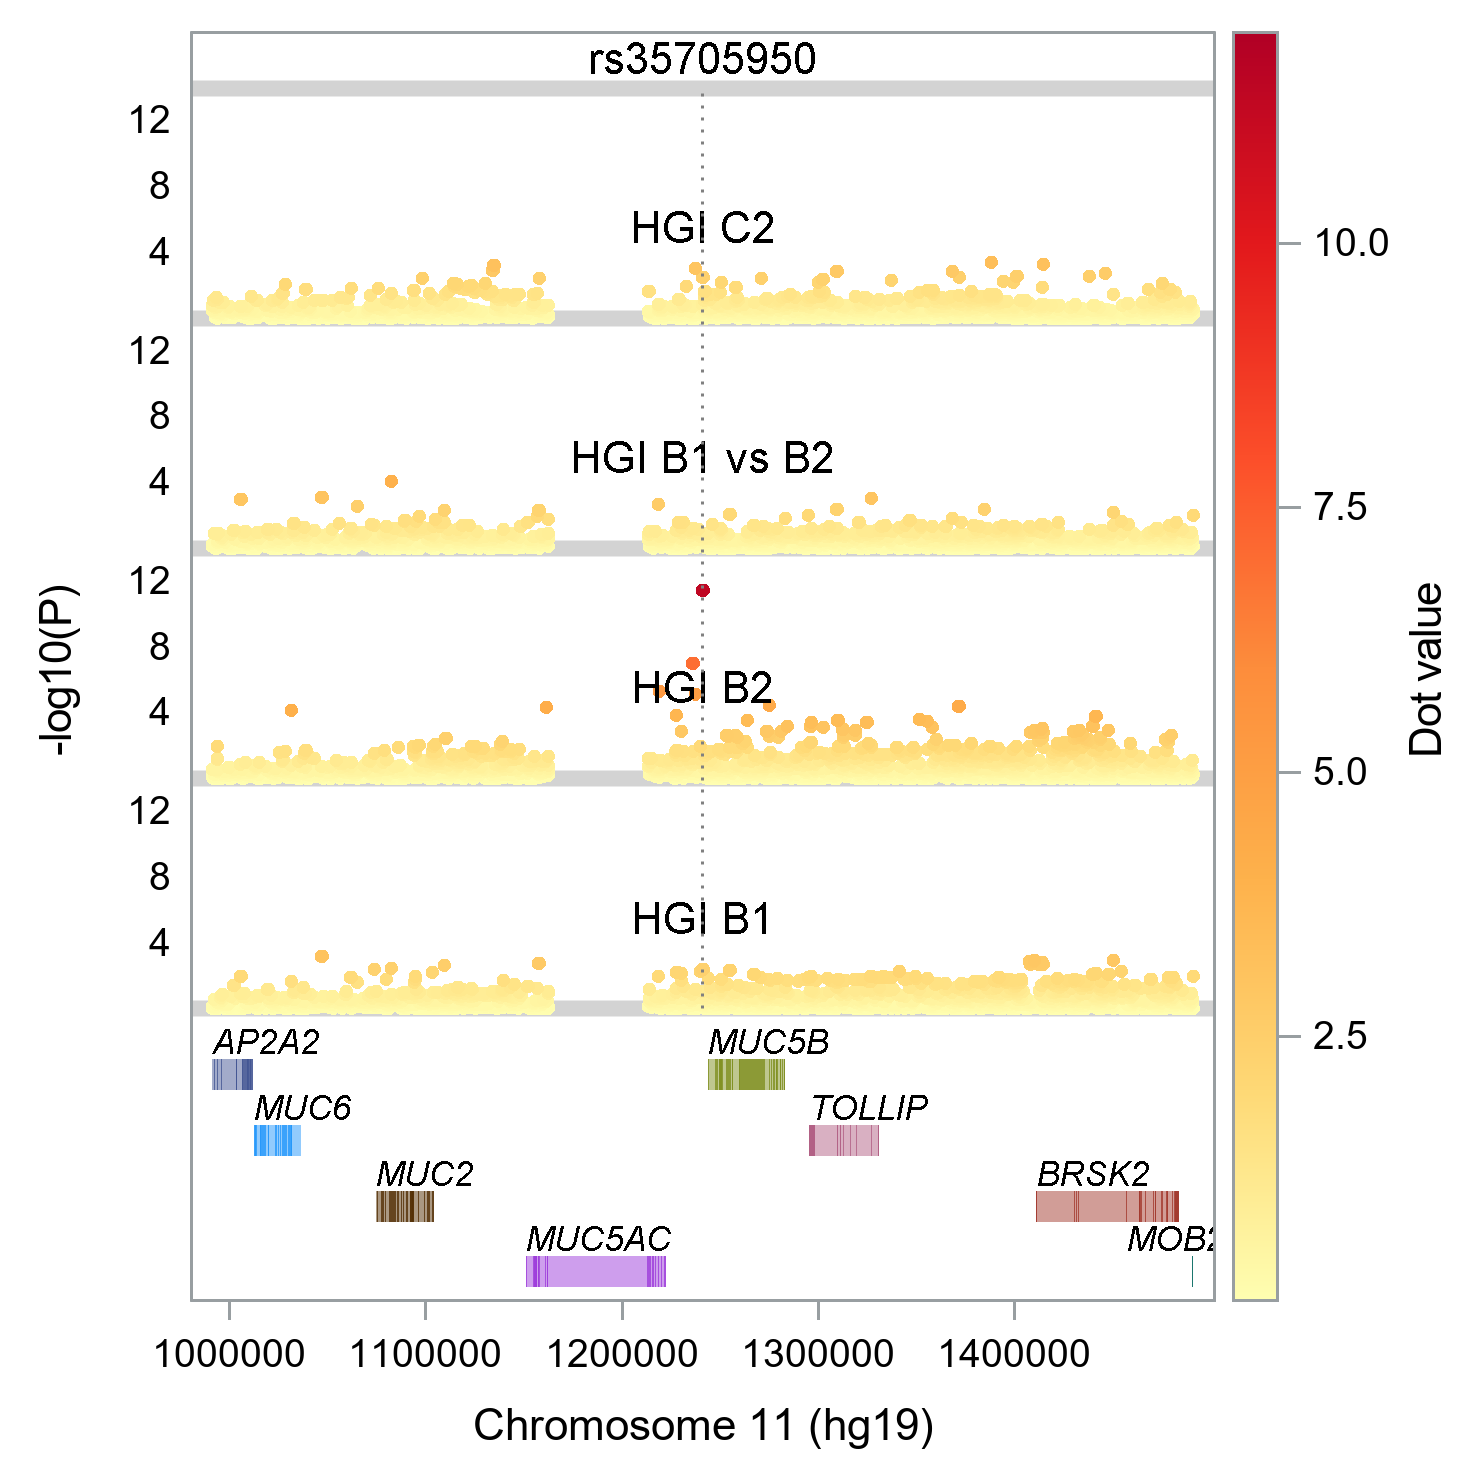 rs35705950
12
8
HGI C2
4
12
8
HGI B1 vs B2
4
12
8
HGI B2
4
12
8
HGI B1
4
-log10(P)
AP2A2
MUC5B
MUC6
TOLLIP
MUC2
BRSK2
MUC5AC
MOB2
1000000
1100000
1200000
1300000
1400000
Chromosome 11 (hg19)
10.0
7.5
5.0
2.5
Dot value